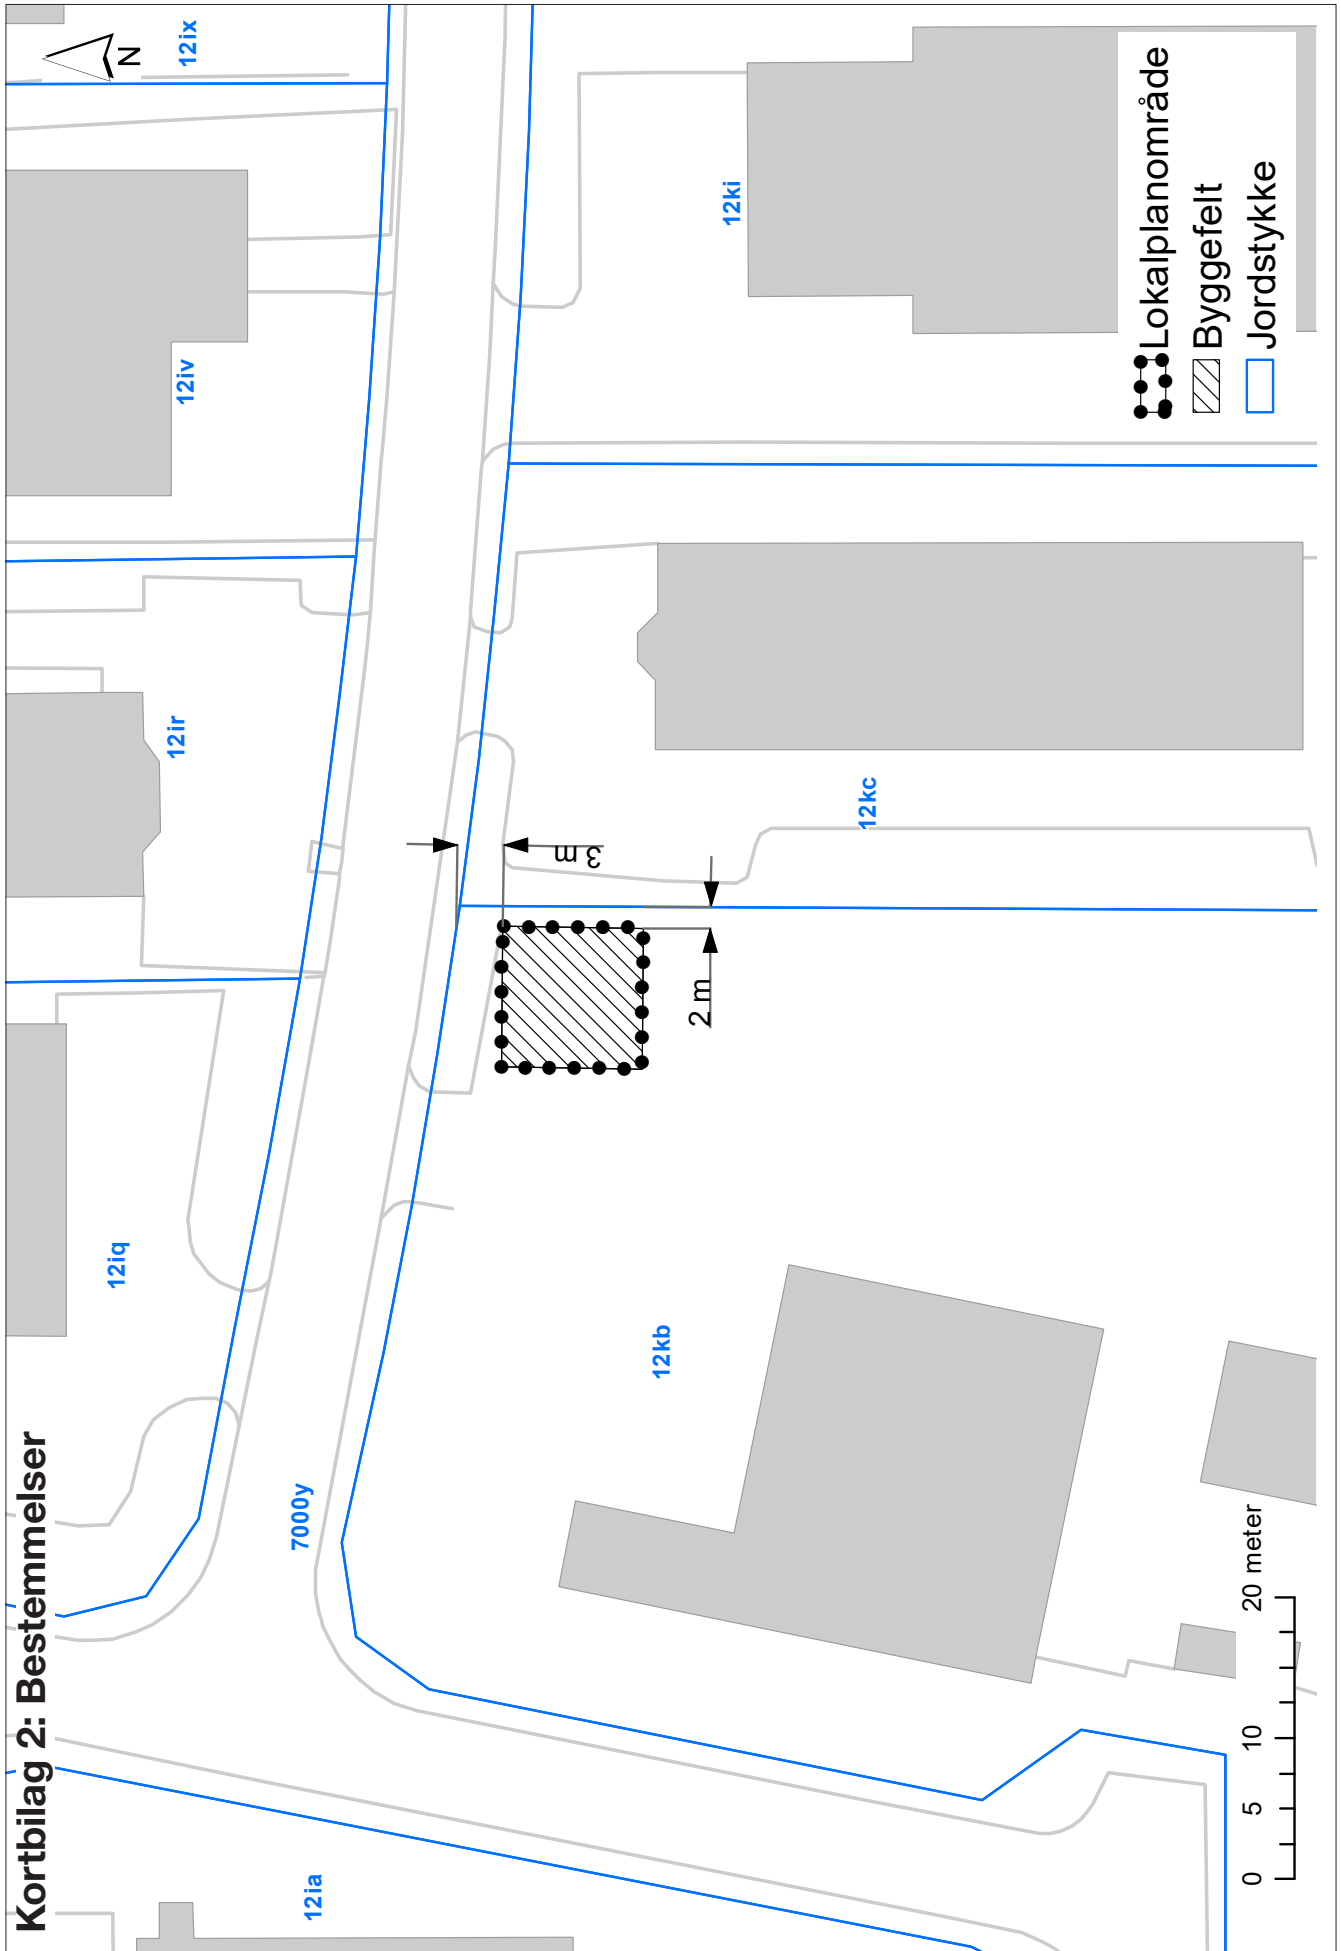 Kortbilag 2: Bestemmelser
N
12ix
12iv
12ir
12iq
12ia
7000y
12ki
12kc
12kb
3 m
2 m
Lokalplanområde
Byggefelt
Jordstykke
0 5 10 20 meter